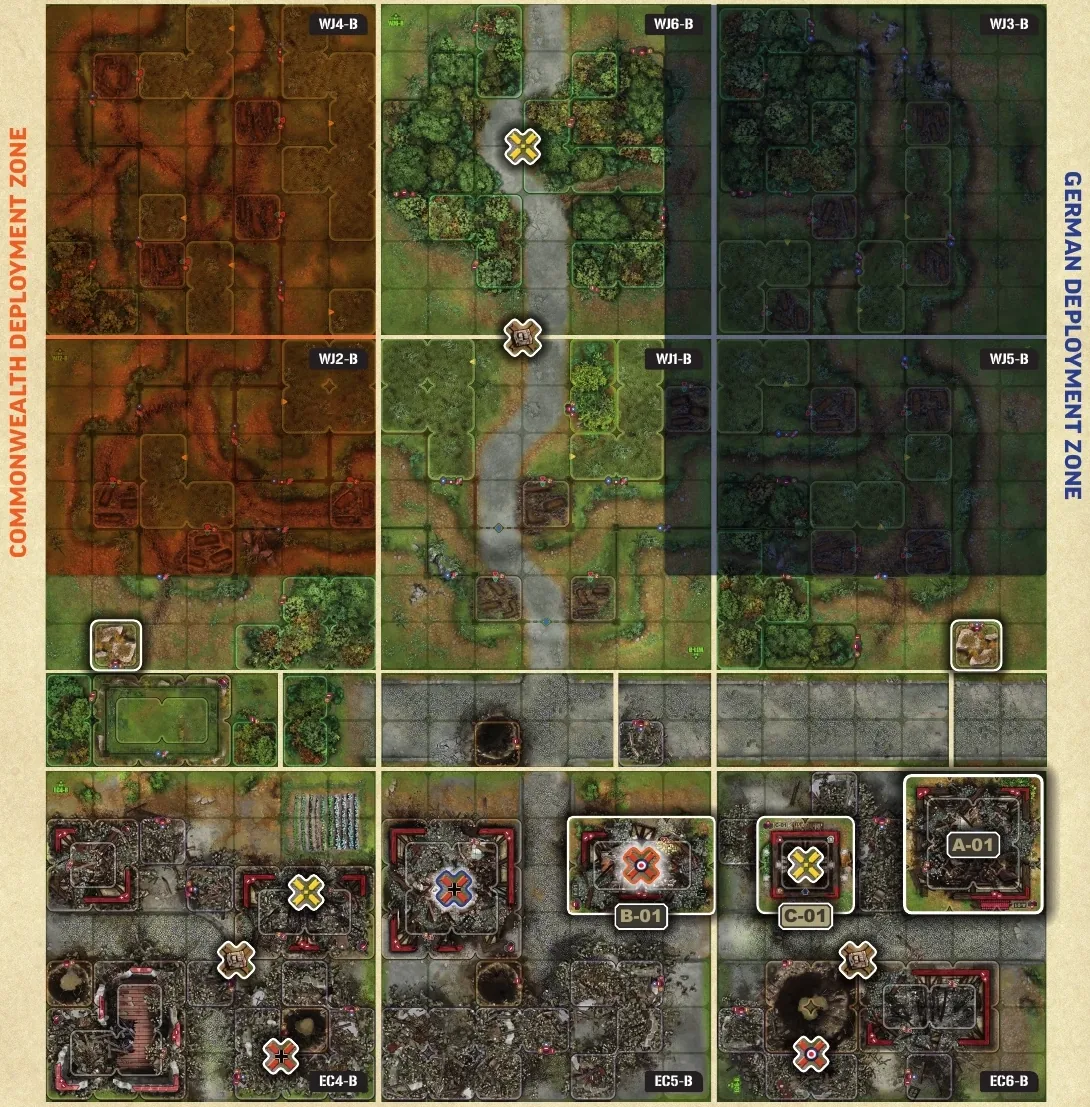 WJ4-B
WJ6-B
WJ3-B
COMMONWEALTH DEPLOYMENT ZONE
GERMAN DEPLOYMENT ZONE
WJ2-B
WJ1-B
WJ5-B
A-01
B-01
C-01
EC4-B
EC5-B
EC6-B